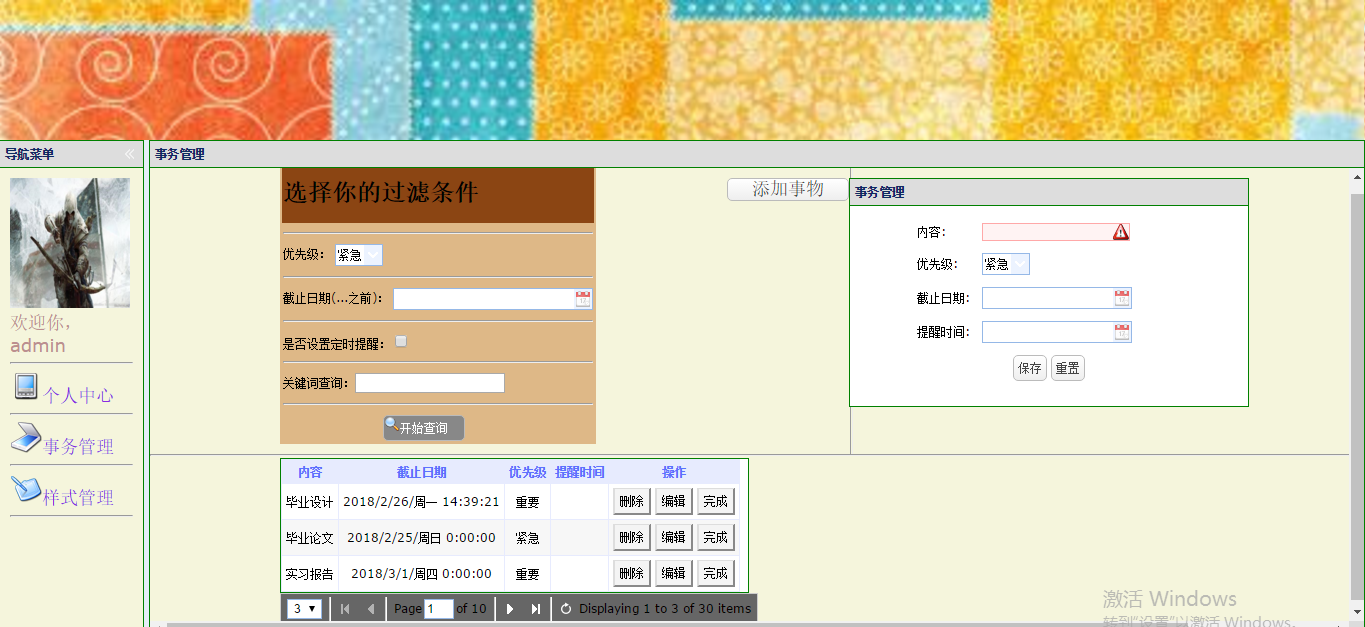 导航菜单
事务管理
欢迎你，
admin
个人中心
事务管理
样式管理
选择你的过滤条件
优先级： 紧急
截止日期(...之前)：
是否设置定时提醒：
关键词查询：
开始查询
添加事物
事务管理
内容：
优先级： 紧急
截止日期：
提醒时间：
保存 重置
内容 截止日期 优先级 提醒时间 操作
毕业设计 2018/2/26/周一 14:39:21 重要 删除 编辑 完成
毕业论文 2018/2/25/周日 0:00:00 紧急 删除 编辑 完成
实习报告 2018/3/1/周四 0:00:00 重要 删除 编辑 完成
3 Page 1 of 10 Displaying 1 to 3 of 30 items
激活 Windows
转到"设置"以激活 Windows。